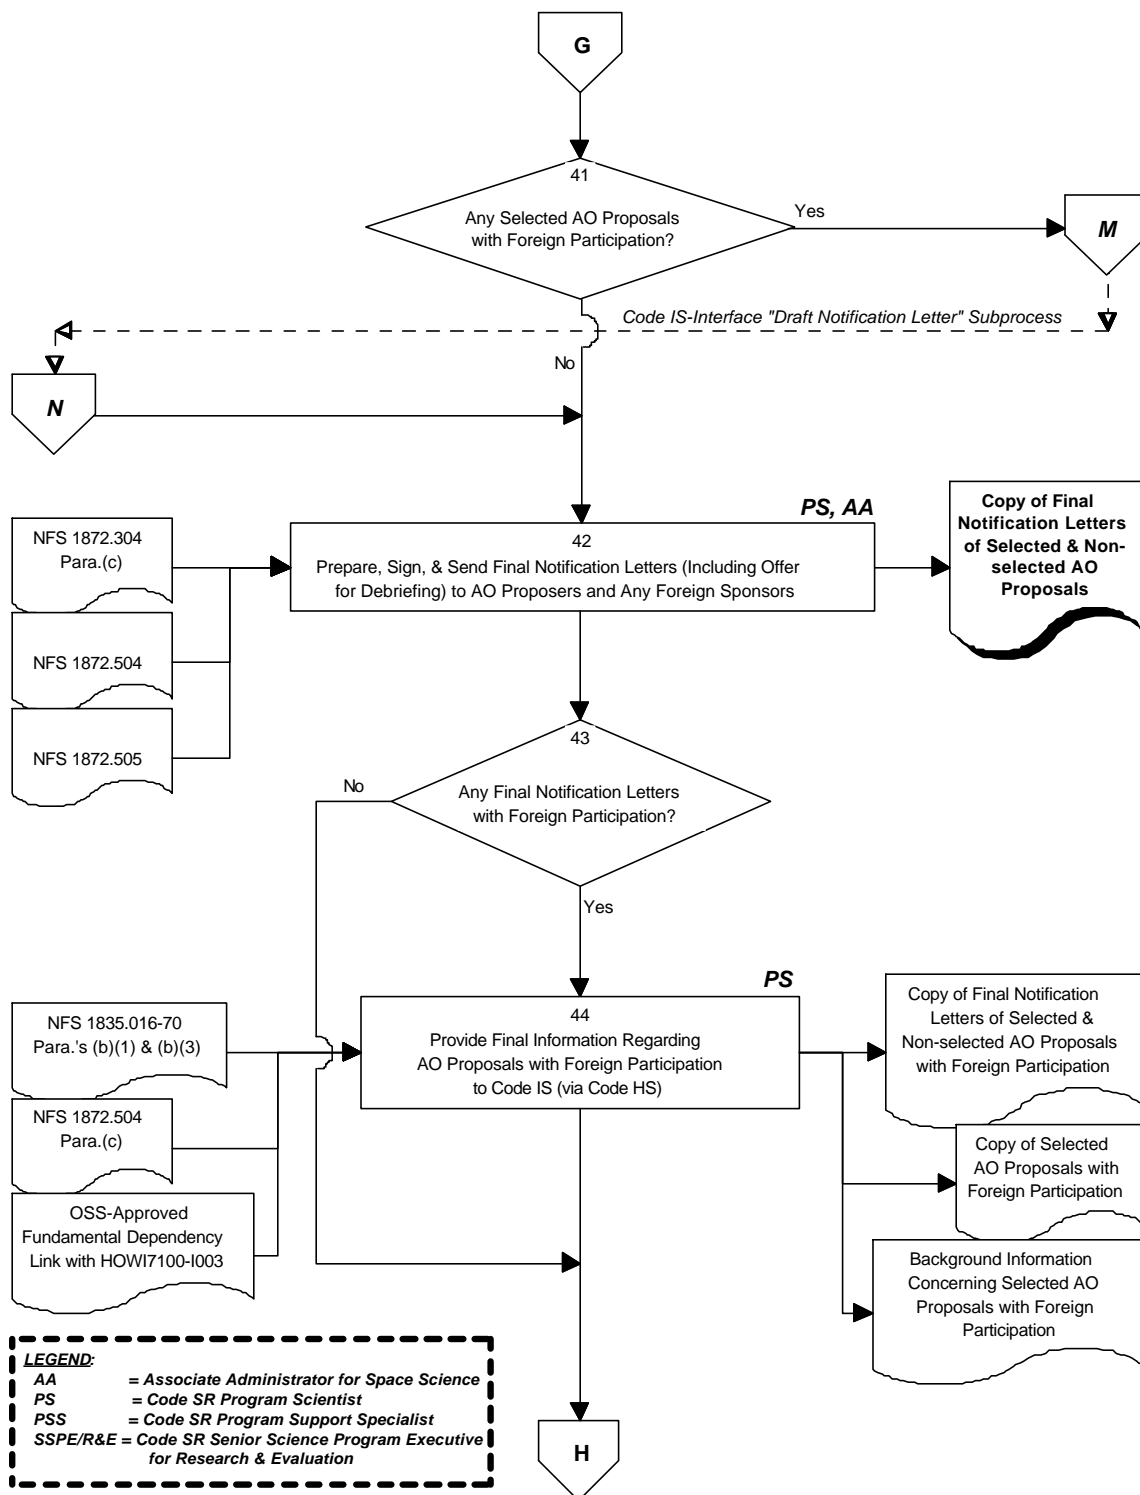 G
41
Any Selected AO Proposals
with Foreign Participation?
Yes
M
Code IS-Interface "Draft Notification Letter" Subprocess
No
N
PS, AA
NFS 1872.304
Para.(c)
NFS 1872.504
NFS 1872.505
42
Prepare, Sign, & Send Final Notification Letters (Including Offer
for Debriefing) to AO Proposers and Any Foreign Sponsors
Copy of Final
Notification Letters
of Selected & Non-
selected AO
Proposals
43
Any Final Notification Letters
with Foreign Participation?
No
Yes
PS
NFS 1835.016-70
Para.'s (b)(1) & (b)(3)
NFS 1872.504
Para.(c)
OSS-Approved
Fundamental Dependency
Link with HOWI7100-I003
44
Provide Final Information Regarding
AO Proposals with Foreign Participation
to Code IS (via Code HS)
Copy of Final Notification
Letters of Selected &
Non-selected AO Proposals
with Foreign Participation
Copy of Selected
AO Proposals with
Foreign Participation
Background Information
Concerning Selected AO
Proposals with Foreign
Participation
LEGEND:
AA = Associate Administrator for Space Science
PS = Code SR Program Scientist
PSS = Code SR Program Support Specialist
SSPE/R&E = Code SR Senior Science Program Executive
for Research & Evaluation
H